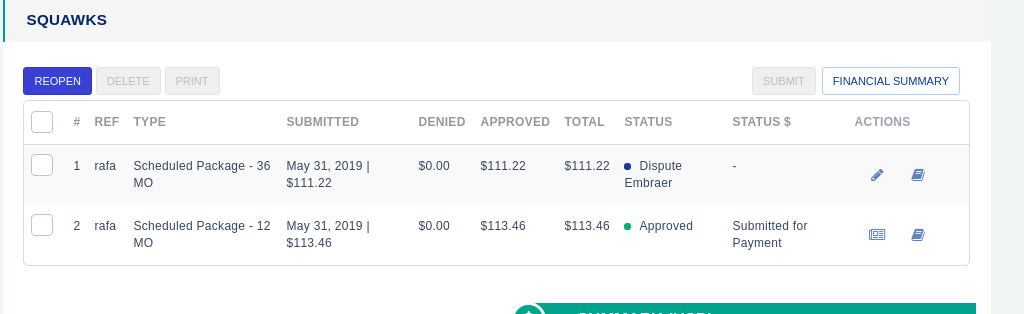 SQUAWKS
REOPEN DELETE PRINT SUBMIT FINANCIAL SUMMARY
# REF TYPE SUBMITTED DENIED APPROVED TOTAL STATUS STATUS $ ACTIONS
1 rafa Scheduled Package - 36 May 31, 2019 | $0.00 $111.22 $111.22 Dispute -
MO $111.22 Embraer
2 rafa Scheduled Package - 12 May 31, 2019 | $0.00 $113.46 $113.46 Approved Submitted for
MO $113.46 Payment